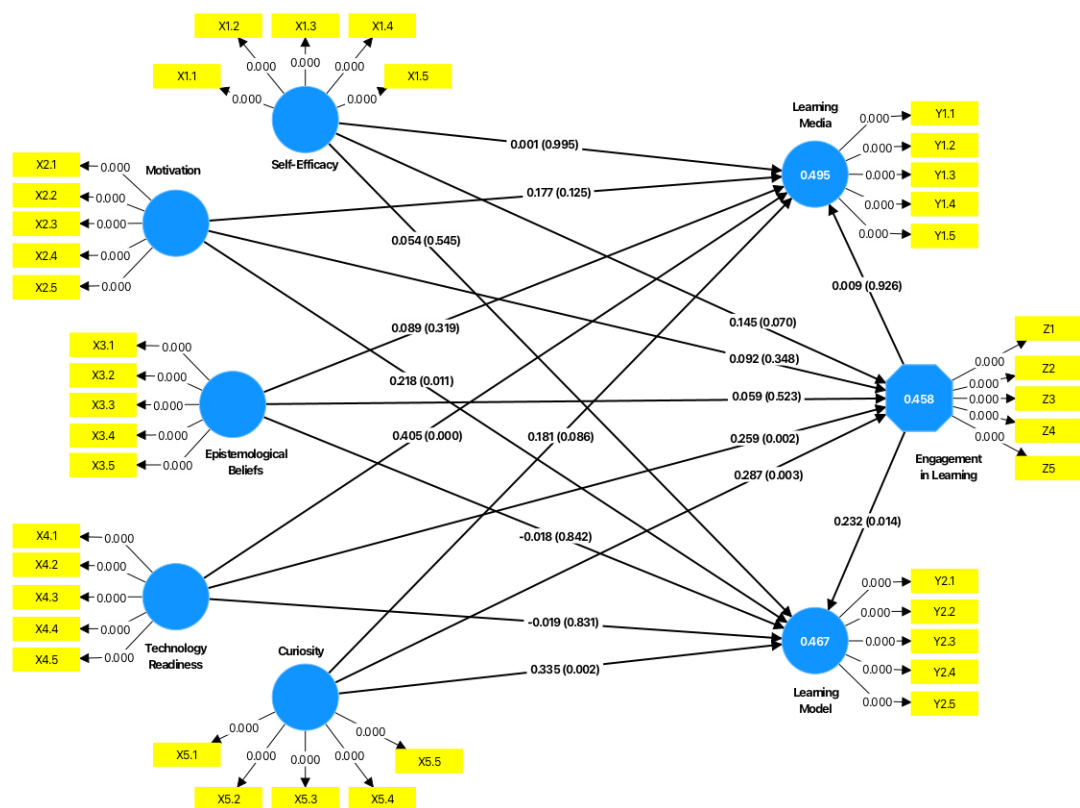 X1.2
X1.3
X1.4
X1.1
X1.5
0.000
0.000
0.000
0.000
0.000
Self-Efficacy
Motivation
X2.1
X2.2
X2.3
X2.4
X2.5
0.000
0.000
0.000
0.000
0.000
X3.1
X3.2
X3.3
X3.4
X3.5
0.000
0.000
0.000
0.000
0.000
Epistemological
Beliefs
X4.1
X4.2
X4.3
X4.4
X4.5
0.000
0.000
0.000
0.000
0.000
Technology
Readiness
Curiosity
0.000
0.000
0.000
0.000
0.000
X5.1
X5.2
X5.3
X5.4
X5.5
0.001 (0.995)
0.177 (0.125)
0.054 (0.545)
0.089 (0.319)
0.218 (0.011)
0.405 (0.000)
0.181 (0.086)
0.145 (0.070)
0.092 (0.348)
0.059 (0.523)
0.259 (0.002)
0.287 (0.003)
-0.018 (0.842)
-0.019 (0.831)
0.335 (0.002)
0.009 (0.926)
0.232 (0.014)
Learning
Media
0.495
0.000
0.000
0.000
0.000
0.000
Y1.1
Y1.2
Y1.3
Y1.4
Y1.5
0.458
Engagement
in Learning
0.000
0.000
0.000
0.000
0.000
Z1
Z2
Z3
Z4
Z5
0.467
Learning
Model
0.000
0.000
0.000
0.000
0.000
Y2.1
Y2.2
Y2.3
Y2.4
Y2.5